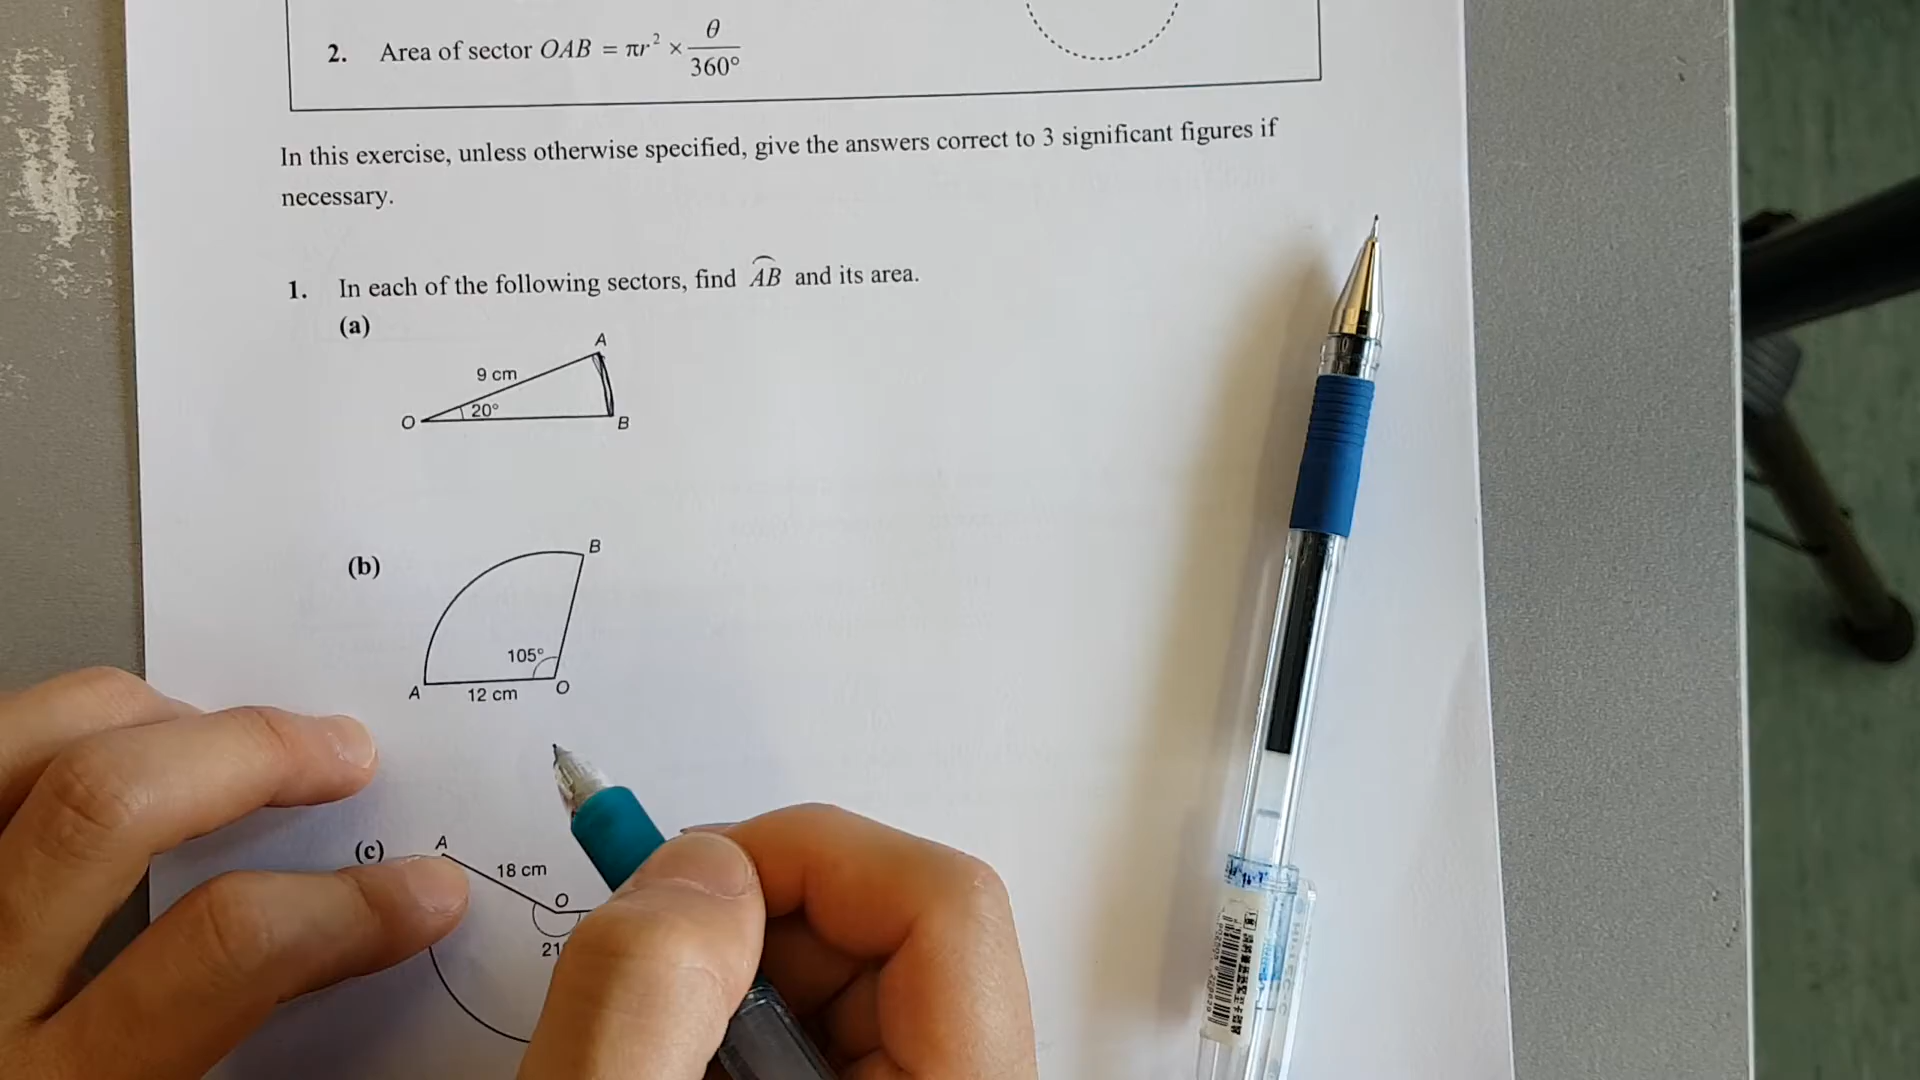 2. Area of sector OAB = πr² × θ/360°
In this exercise, unless otherwise specified, give the answers correct to 3 significant figures if
necessary.
1. In each of the following sectors, find AB and its area.
(a)
A
9 cm
20°
O
B
(b)
B
105°
A
12 cm
O
(c)
A
18 cm
O